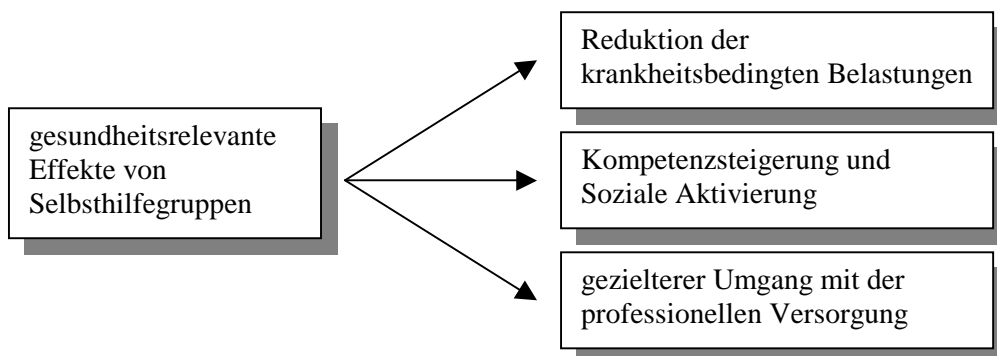 gesundheitsrelevante
Effekte von
Selbsthilfegruppen
Reduktion der
krankheitsbedingten Belastungen
Kompetenzsteigerung und
Soziale Aktivierung
gezielterer Umgang mit der
professionellen Versorgung